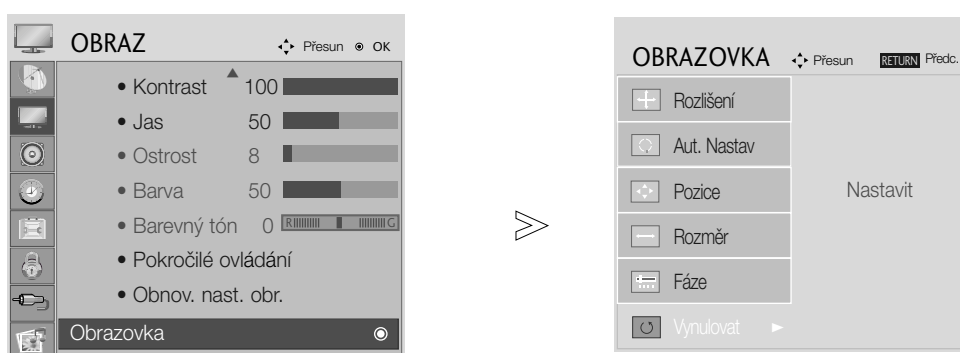 OBRAZ
Přesun OK
• Kontrast 100
• Jas 50
• Ostrost 8
• Barva 50
• Barevný tón 0 R G
• Pokročilé ovládání
• Obnov. nast. obr.
Obrazovka
OBRAZOVKA
Přesun RETURN Předc.
Rozlišení
Aut. Nastav
Pozice
Nastavit
Rozměr
Fáze
Vynulovat